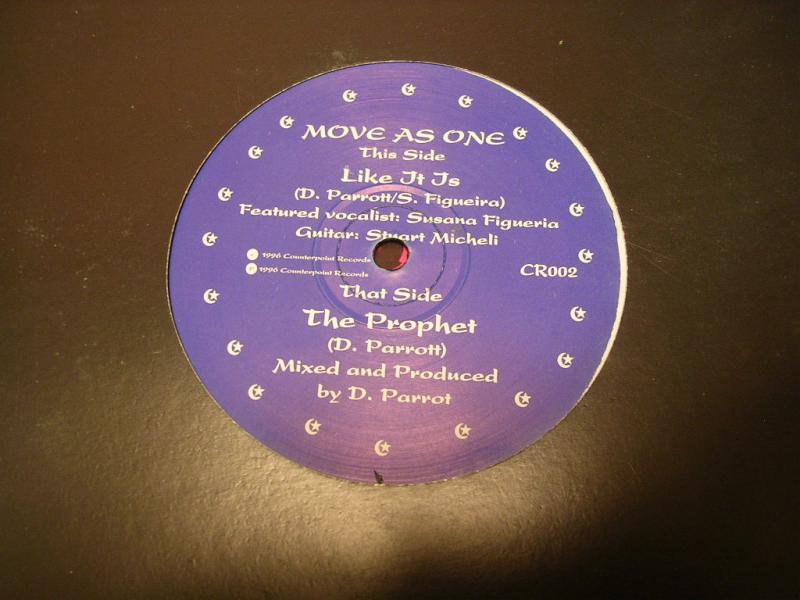 MOVE AS ONE
This Side
Like It Is
(D. Parrott/S. Figueira)
Featured vocalist: Susana Figueria
Guitar: Stuart Micheli
© 1996 Counterpoint Records
℗ 1996 Counterpoint Records
CR002
That Side
The Prophet
(D. Parrott)
Mixed and Produced
by D. Parrot